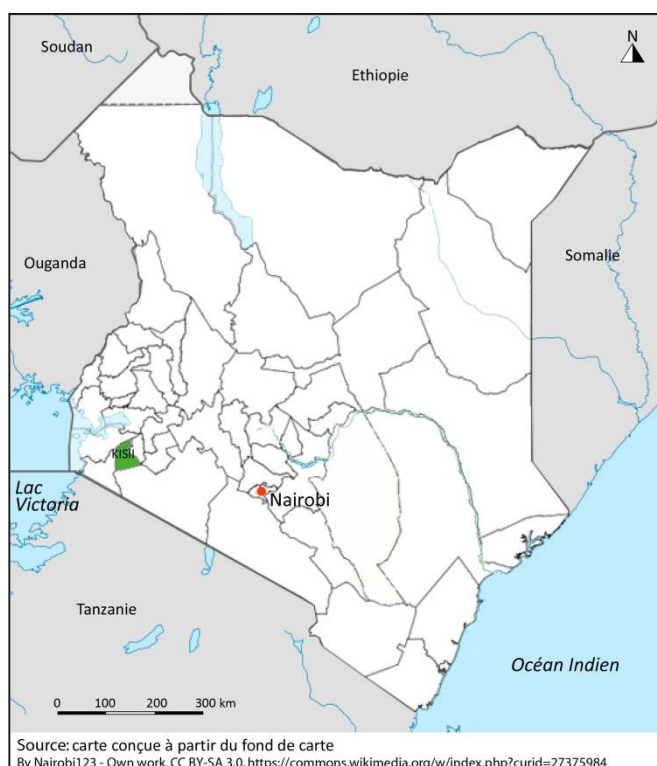 Soudan
N
Ethiopie
Ouganda
Somalie
KISII
Lac
Victoria
Nairobi
Tanzanie
Océan Indien
0 100 200 300 km
Source: carte conçue à partir du fond de carte
By Nairobi123 - Own work, CC BY-SA 3.0, https://commons.wikimedia.org/w/index.php?curid=27375984